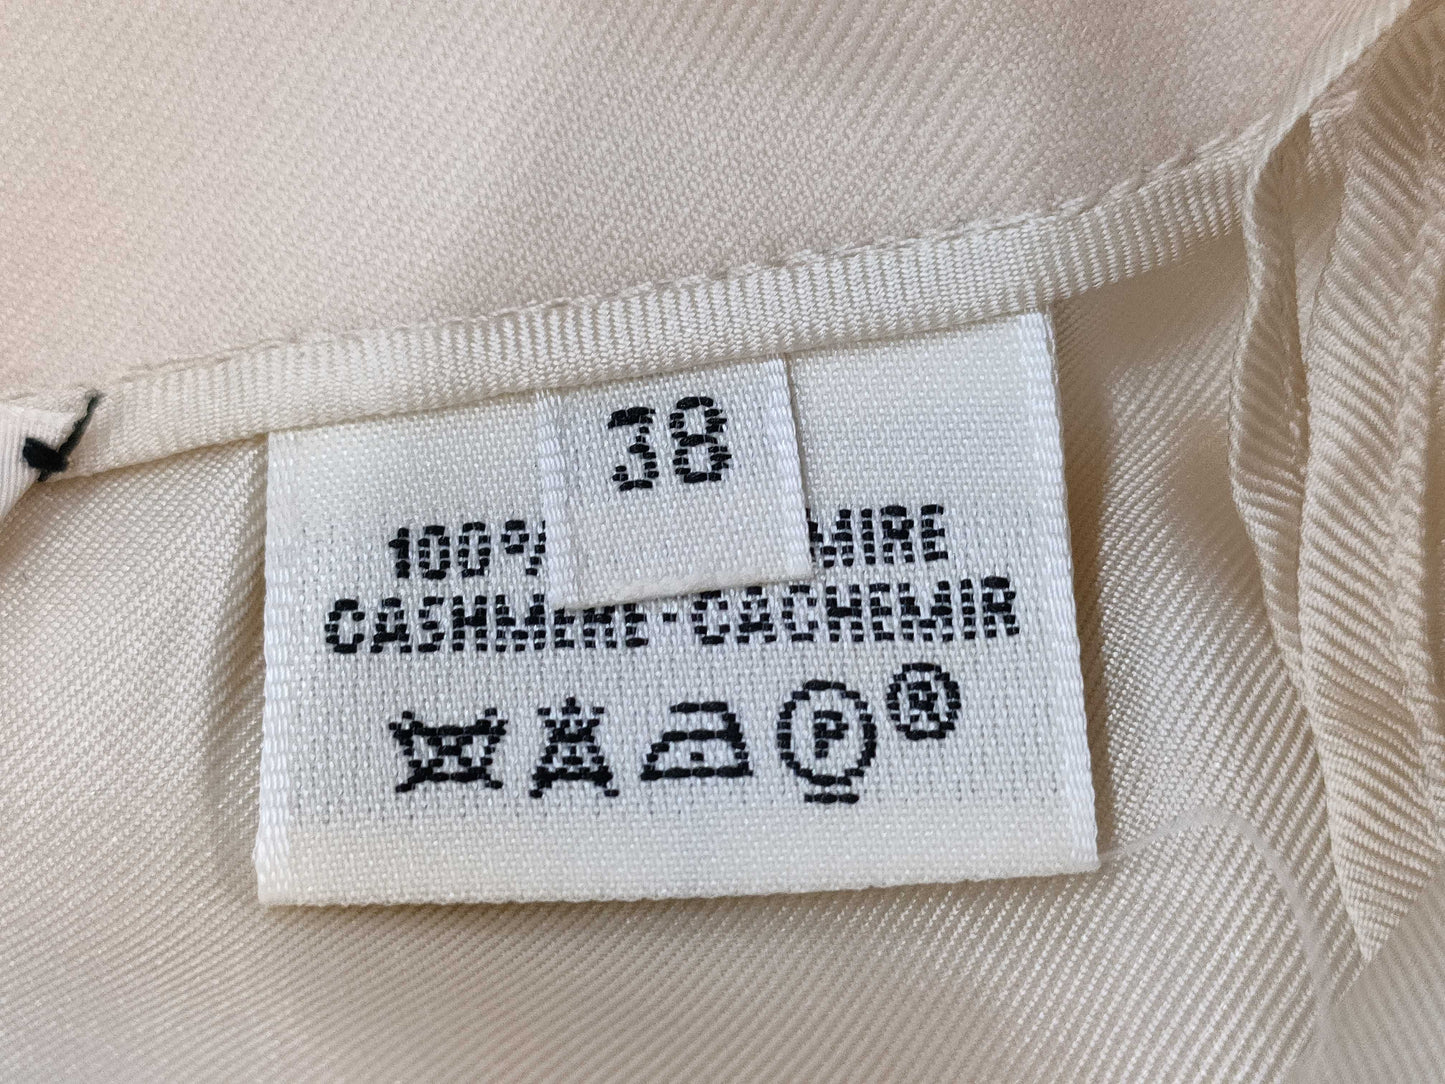 38
100% MIRE
CASHMERE·CACHEMIR
P ®